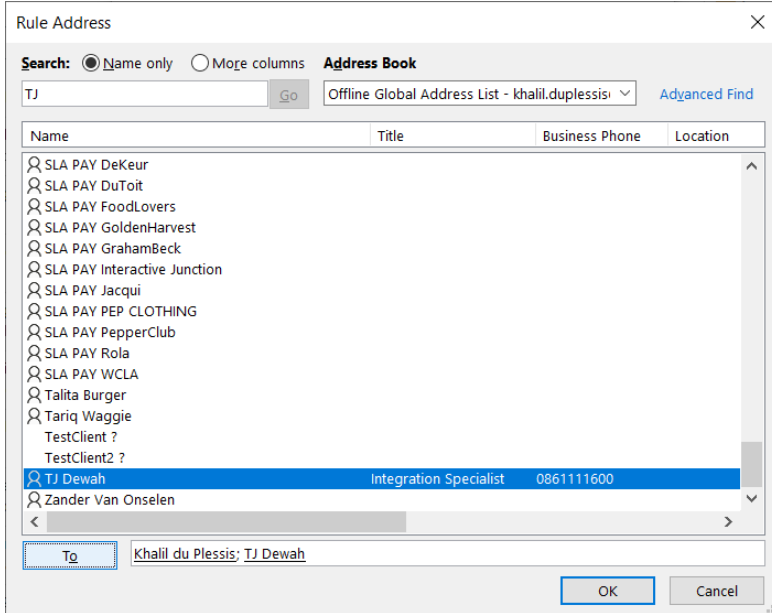 Rule Address
Search: Name only More columns Address Book
TJ Go Offline Global Address List - khalil.duplessis Advanced Find
Name Title Business Phone Location
SLA PAY DeKeur
SLA PAY DuToit
SLA PAY FoodLovers
SLA PAY GoldenHarvest
SLA PAY GrahamBeck
SLA PAY Interactive Junction
SLA PAY Jacqui
SLA PAY PEP CLOTHING
SLA PAY PepperClub
SLA PAY Rola
SLA PAY WCLA
Talita Burger
Tariq Waggie
TestClient ?
TestClient2 ?
TJ Dewah Integration Specialist 0861111600
Zander Van Onselen
To Khalil du Plessis; TJ Dewah
OK Cancel